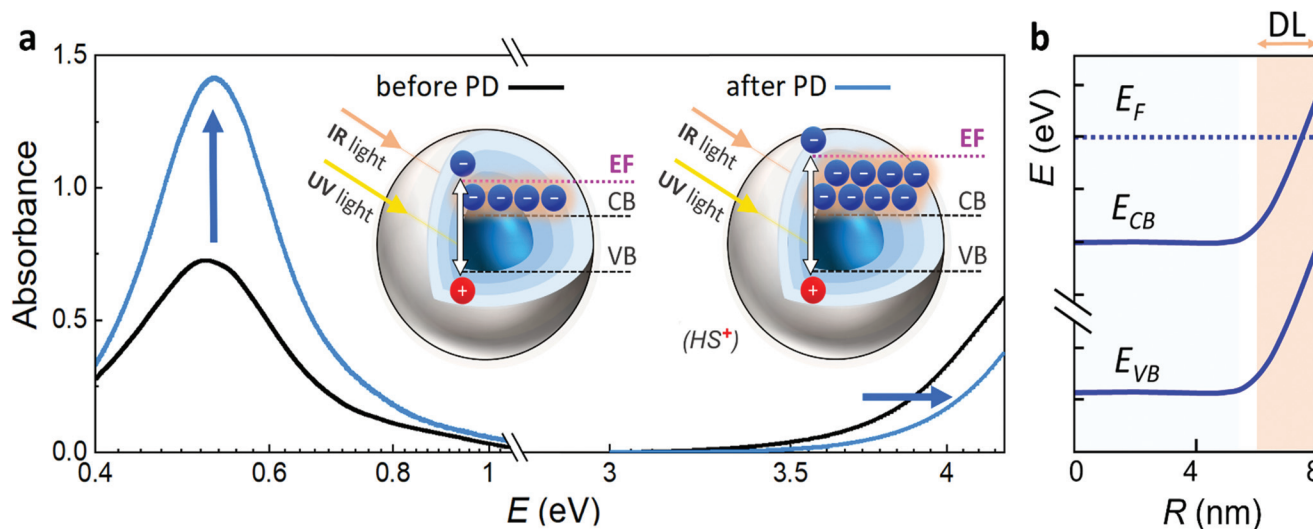 a
1.5
1.0
0.5
0.0
Absorbance
before PD
after PD
IR light
UV light
EF
CB
VB
-
- - - -
+
IR light
UV light
EF
CB
VB
-
- - - -
- - - -
+
(HS+)
0.4
0.6
0.8
1
3
3.5
4
E (eV)
b
DL
E (eV)
EF
ECB
EVB
0
4
8
R (nm)